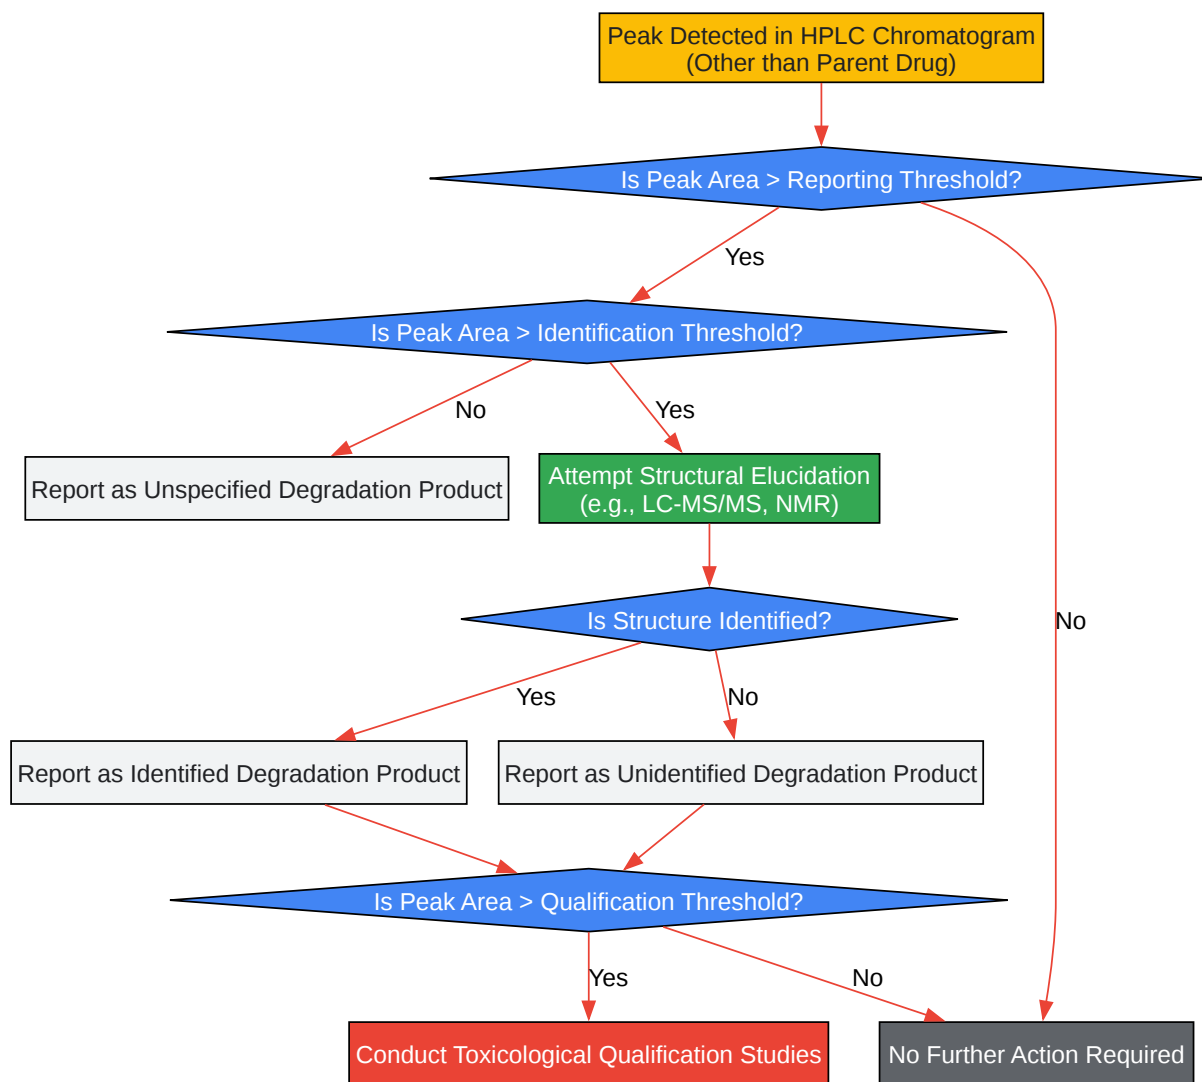 Peak Detected in HPLC Chromatogram
(Other than Parent Drug)
Is Peak Area > Reporting Threshold?
Yes
Is Peak Area > Identification Threshold?
No
Yes
Report as Unspecified Degradation Product
Attempt Structural Elucidation
(e.g., LC-MS/MS, NMR)
Is Structure Identified?
No
Yes
No
Report as Identified Degradation Product
Report as Unidentified Degradation Product
Is Peak Area > Qualification Threshold?
Yes
No
Conduct Toxicological Qualification Studies
No Further Action Required